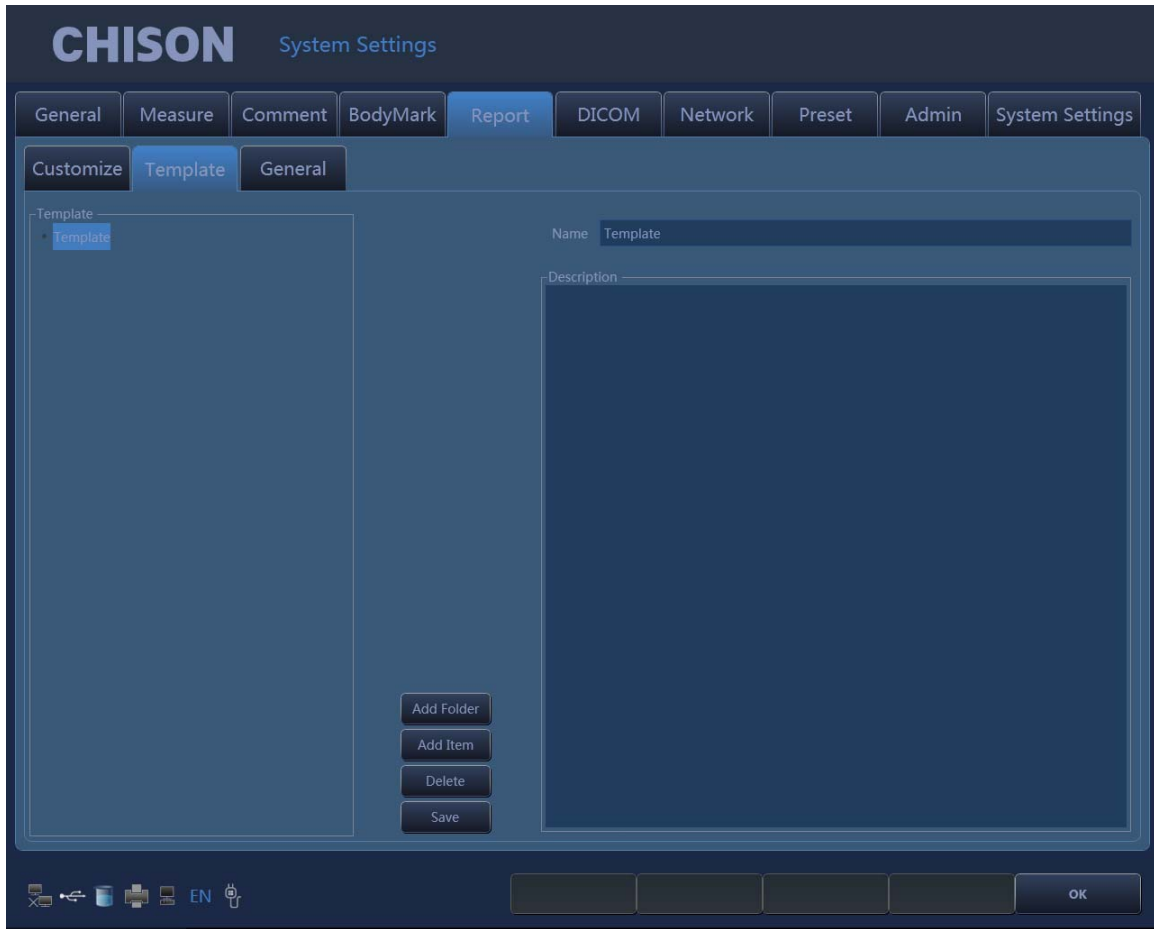 CHISON System Settings
General Measure Comment BodyMark Report DICOM Network Preset Admin System Settings
Customize Template General
Template
Template
Name Template
Description
Add Folder
Add Item
Delete
Save
EN
OK